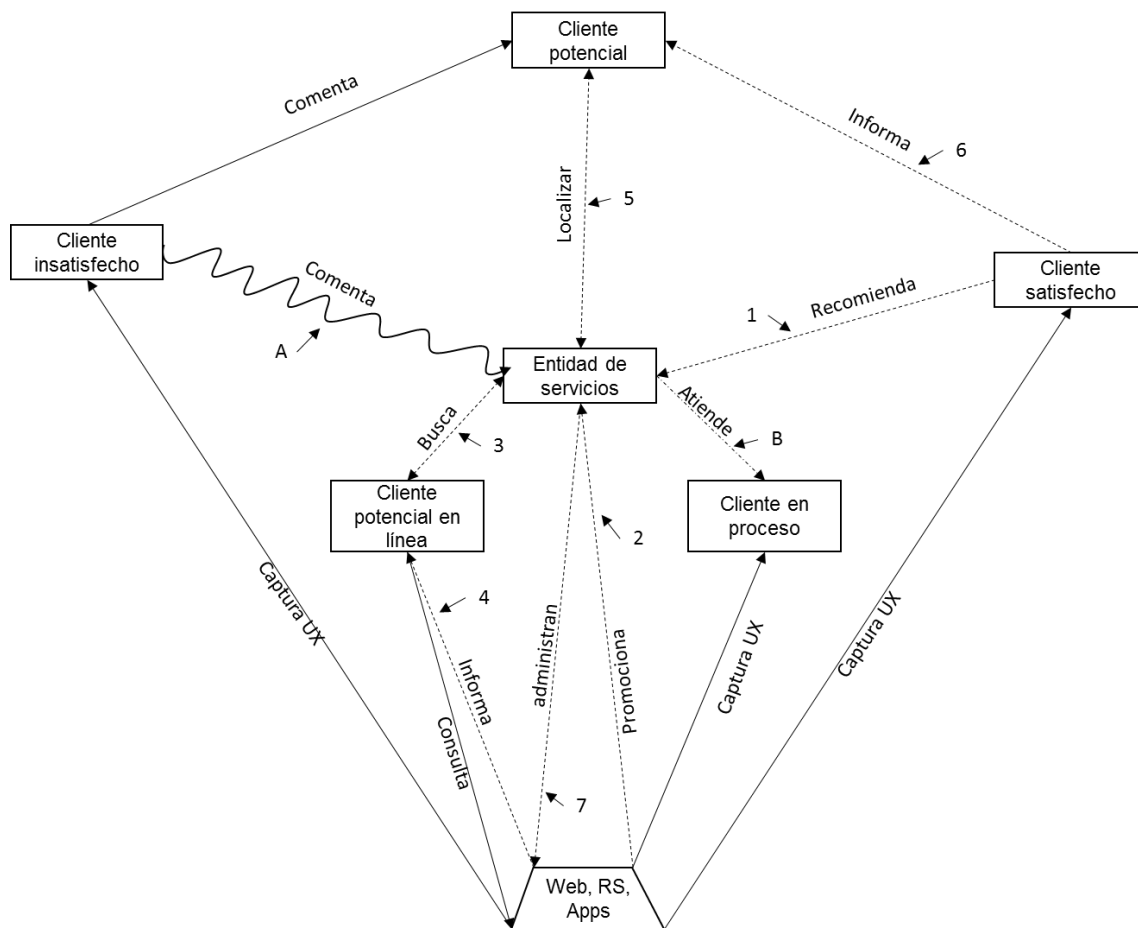 Cliente
potencial
Comenta
Informa
6
Localizar
5
Cliente
insatisfecho
Comenta
A
Cliente
satisfecho
Recomienda
1
Entidad de
servicios
Busca
3
Atiende
B
Cliente
potencial en
línea
Cliente en
proceso
2
4
Captura UX
Informa
Consulta
administran
Promociona
Captura UX
Captura UX
7
Web, RS,
Apps